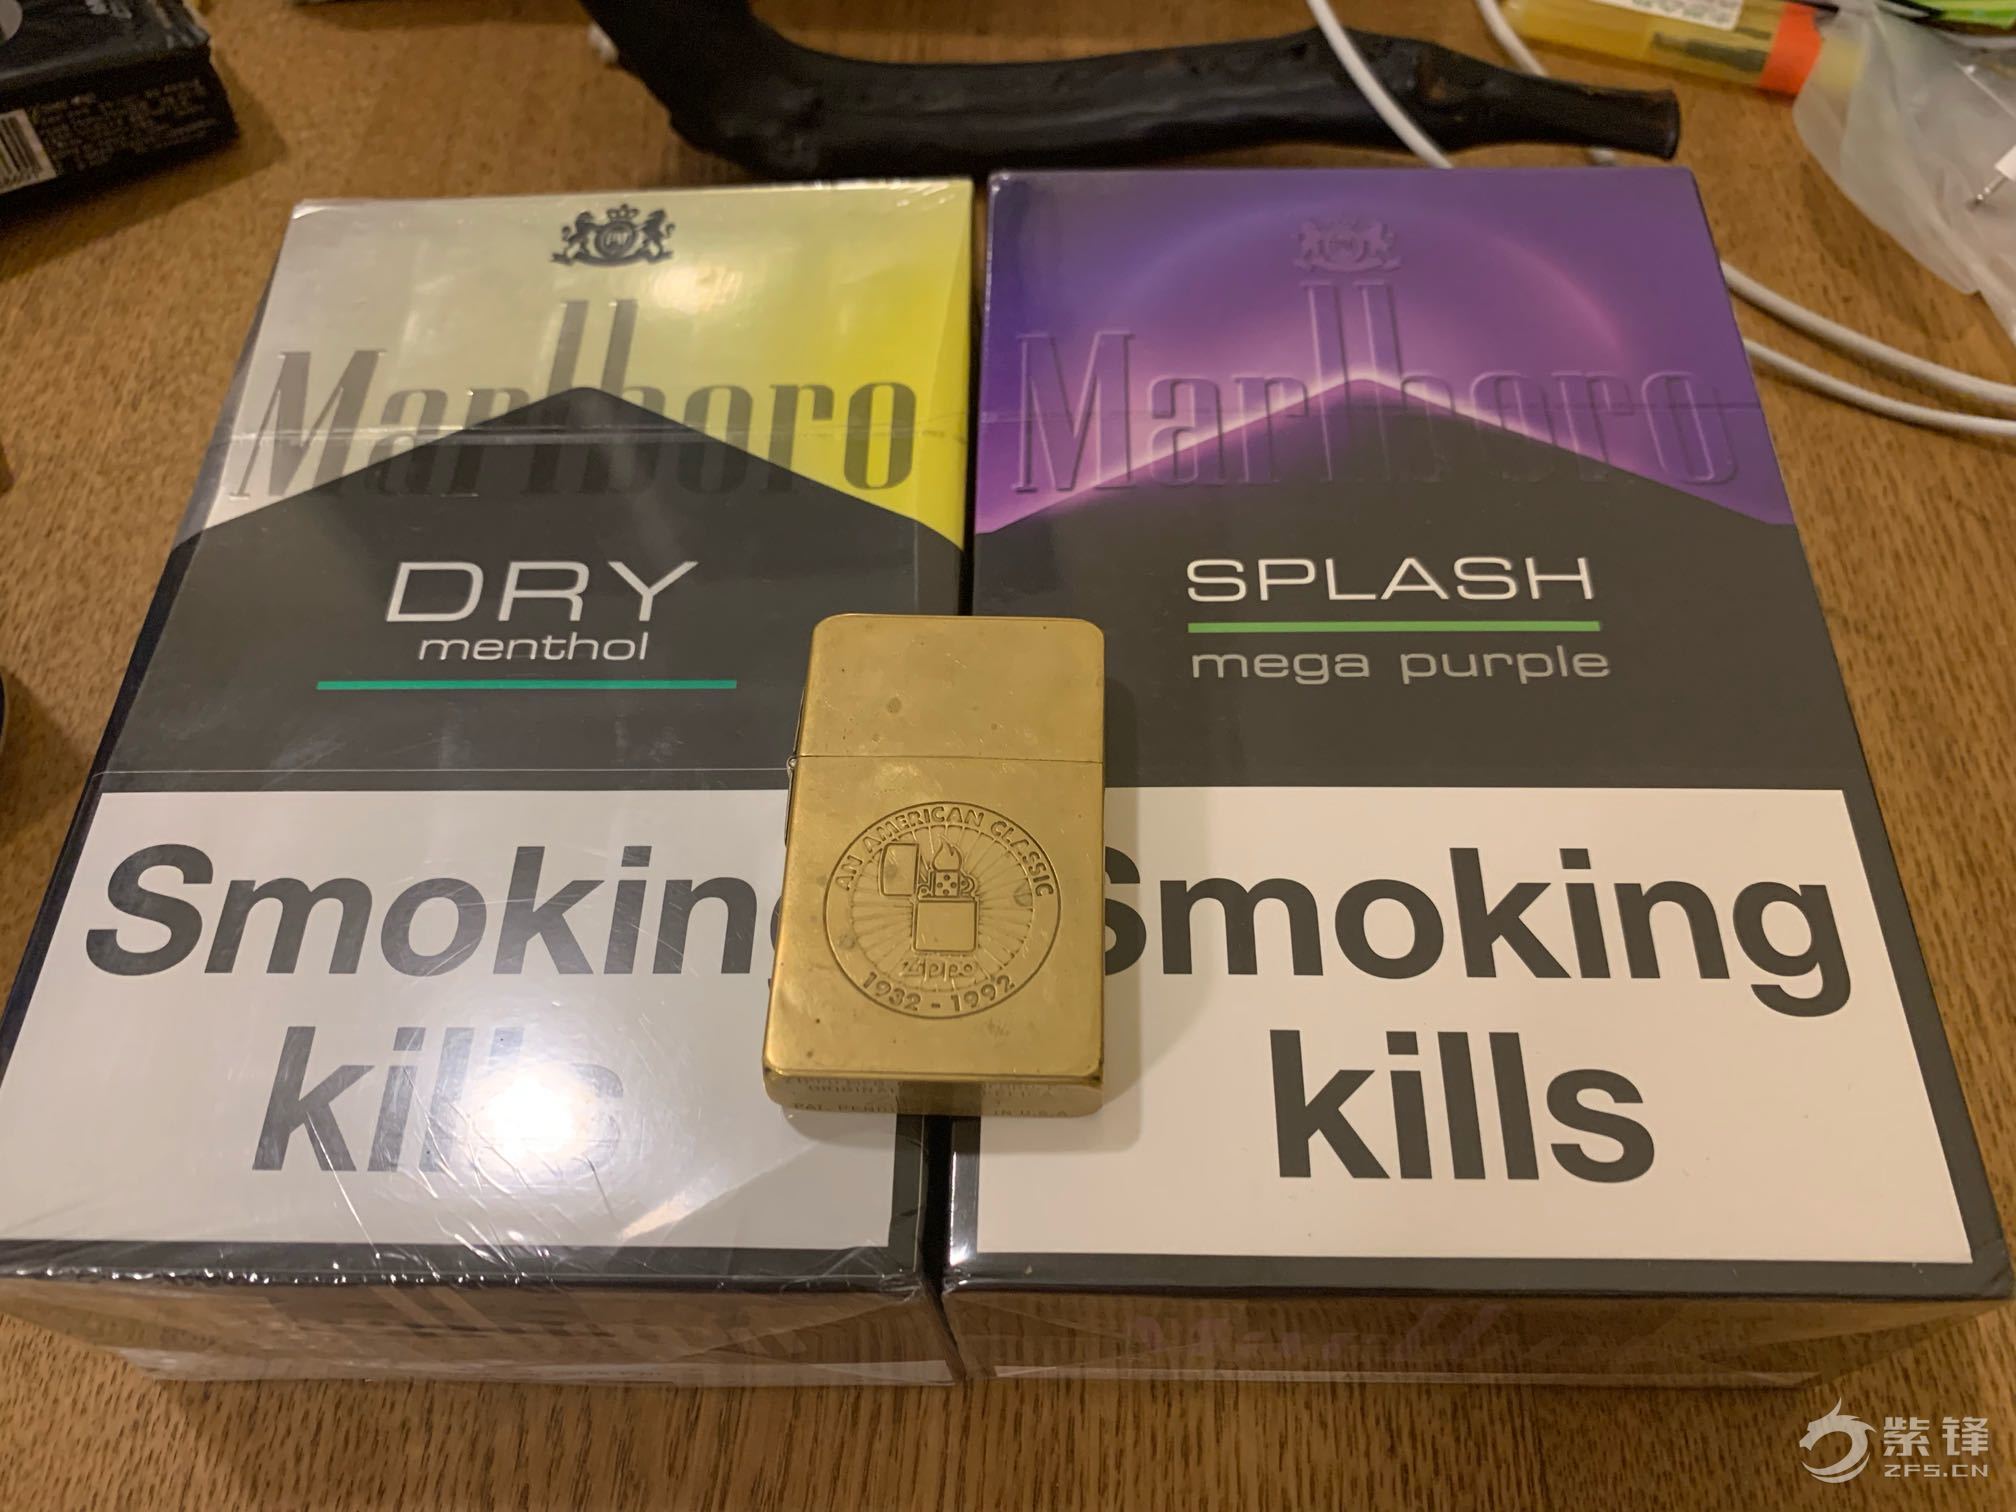 Marlboro
DRY
menthol
Smoking
kills
Marlboro
SPLASH
mega purple
Smoking
kills
AN AMERICAN CLASSIC
Zippo
1932 - 1992
紫锋
ZFS.CN